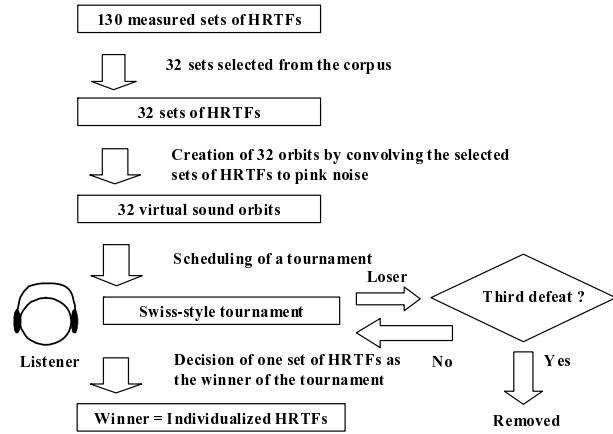 130 measured sets of HRTFs
32 sets selected from the corpus
32 sets of HRTFs
Creation of 32 orbits by convolving the selected
sets of HRTFs to pink noise
32 virtual sound orbits
Scheduling of a tournament
Loser
Third defeat ?
Swiss-style tournament
Listener
Decision of one set of HRTFs as
the winner of the tournament
No
Yes
Winner = Individualized HRTFs
Removed